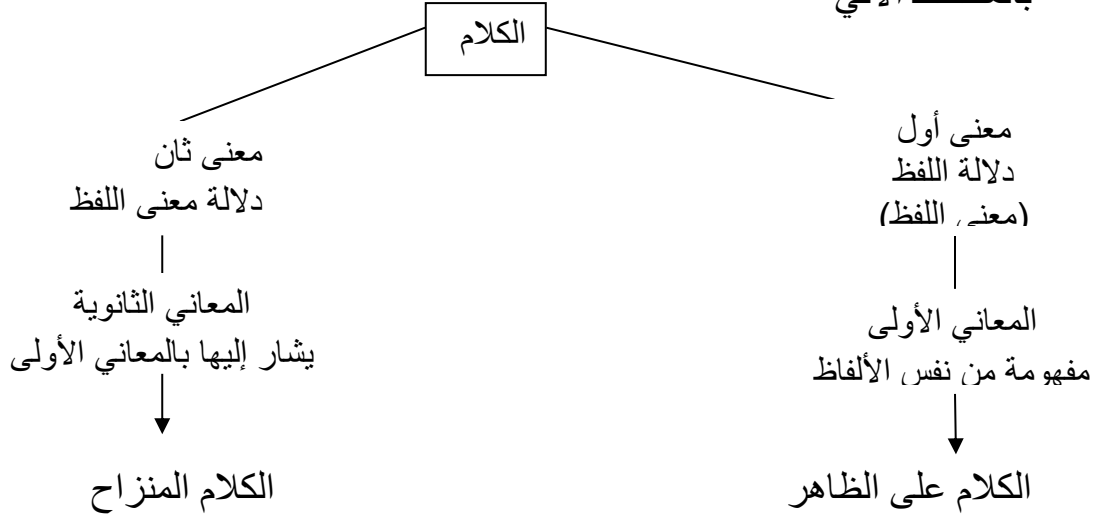 الكلام
معنى أول
دلالة اللفظ
(معنى اللفظ)
المعاني الأولى
مفهومة من نفس الألفاظ
الكلام على الظاهر
معنى ثان
دلالة معنى اللفظ
المعاني الثانوية
يشار إليها بالمعاني الأولى
الكلام المنزاح